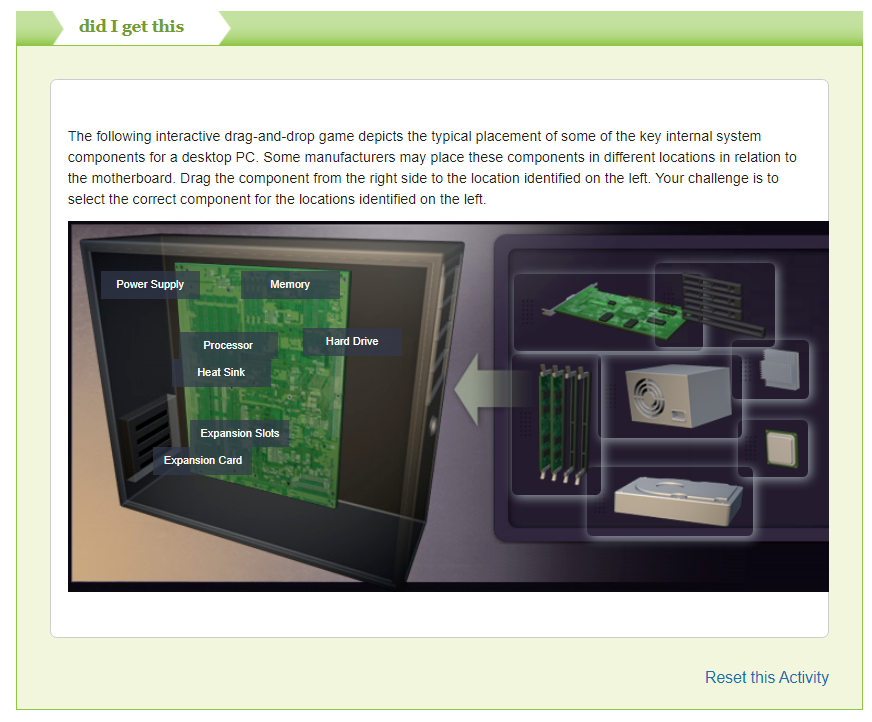 did I get this
The following interactive drag-and-drop game depicts the typical placement of some of the key internal system
components for a desktop PC. Some manufacturers may place these components in different locations in relation to
the motherboard. Drag the component from the right side to the location identified on the left. Your challenge is to
select the correct component for the locations identified on the left.
Power Supply
Memory
Processor
Hard Drive
Heat Sink
Expansion Slots
Expansion Card
Reset this Activity